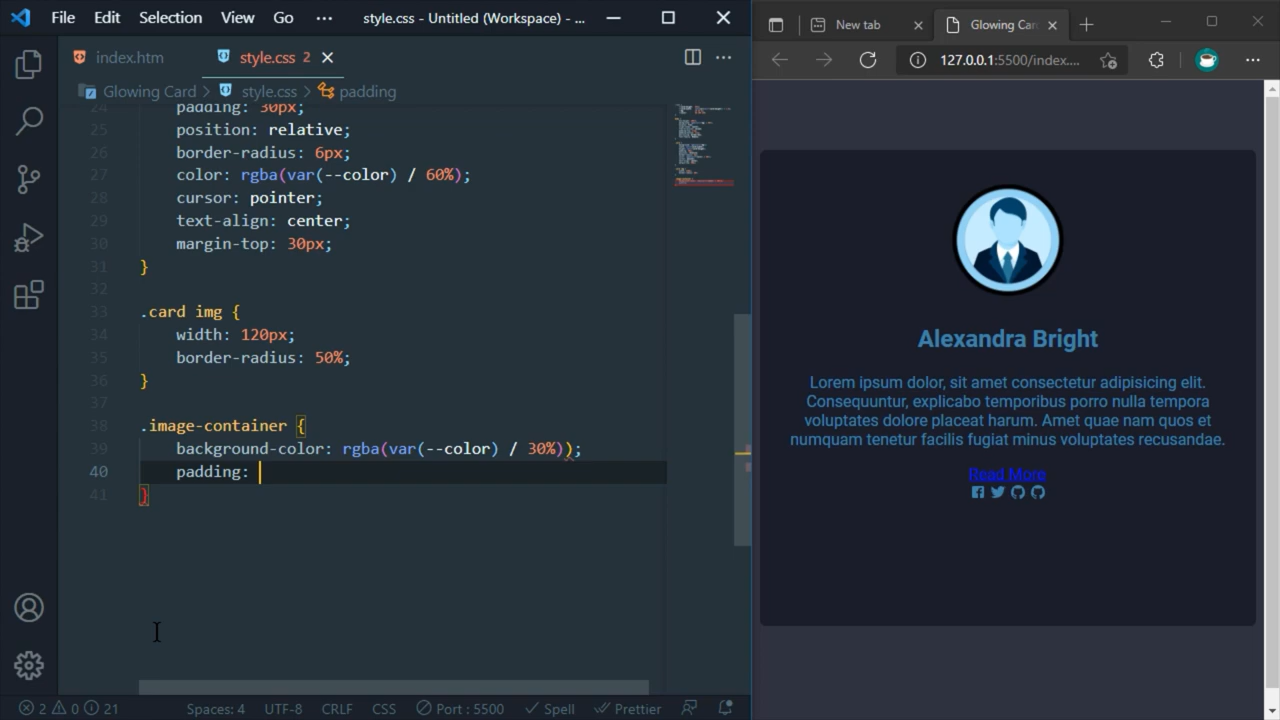 File Edit Selection View Go ··· style.css - Untitled (Workspace) - ...
index.htm style.css 2
Glowing Card > style.css > padding
24 padding: 30px;
25 position: relative;
26 border-radius: 6px;
27 color: rgba(var(--color) / 60%);
28 cursor: pointer;
29 text-align: center;
30 margin-top: 30px;
31 }
32
33 .card img {
34 width: 120px;
35 border-radius: 50%;
36 }
37
38 .image-container {
39 background-color: rgba(var(--color) / 30%));
40 padding:
41 }
2 0 21 Spaces: 4 UTF-8 CRLF CSS Port : 5500 Spell Prettier
New tab Glowing Car
127.0.0.1:5500/index....
Alexandra Bright
Lorem ipsum dolor, sit amet consectetur adipisicing elit.
Consequuntur, explicabo temporibus porro nulla tempora
voluptates dolore placeat harum. Amet quae nam quos et
numquam tenetur facilis fugiat minus voluptates recusandae.
Read More